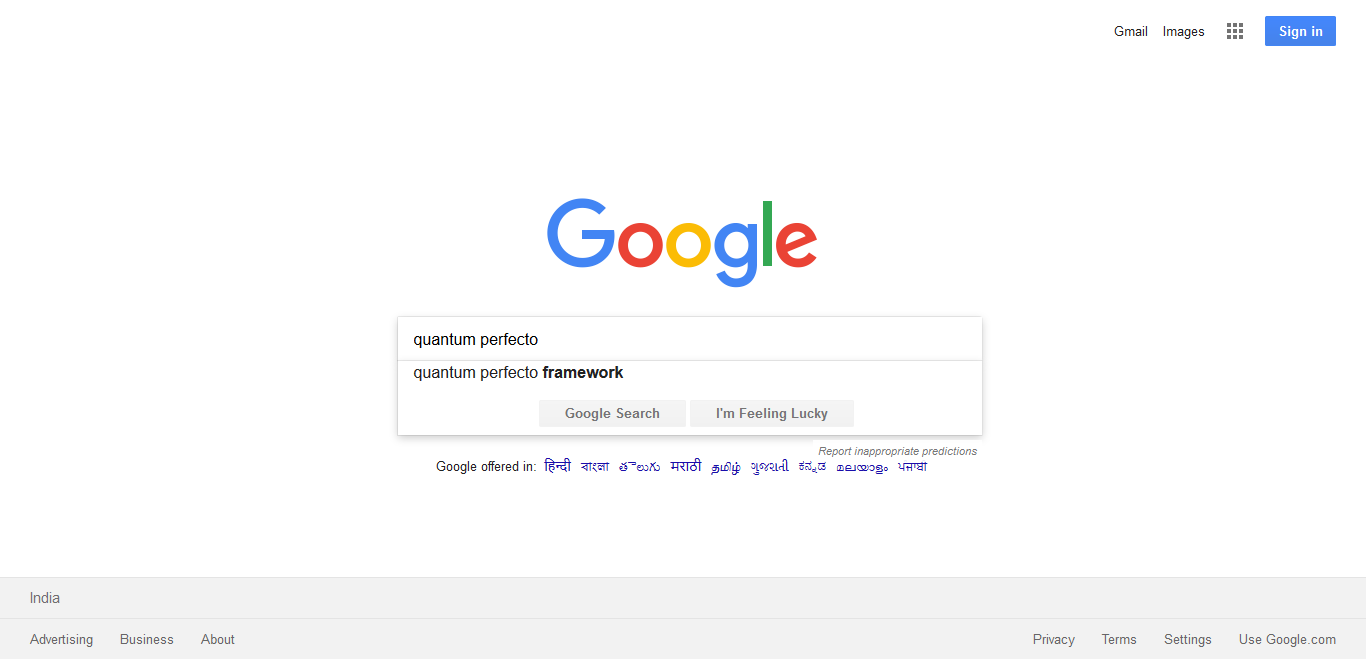 Gmail Images Sign in
Google
quantum perfecto
quantum perfecto framework
Google Search I'm Feeling Lucky
Report inappropriate predictions
Google offered in: हिन्दी বাংলা తెలుగు मराठी தமிழ் ગુજરાતી ಕನ್ನಡ മലയാളം ਪੰਜਾਬੀ
India
Advertising Business About Privacy Terms Settings Use Google.com